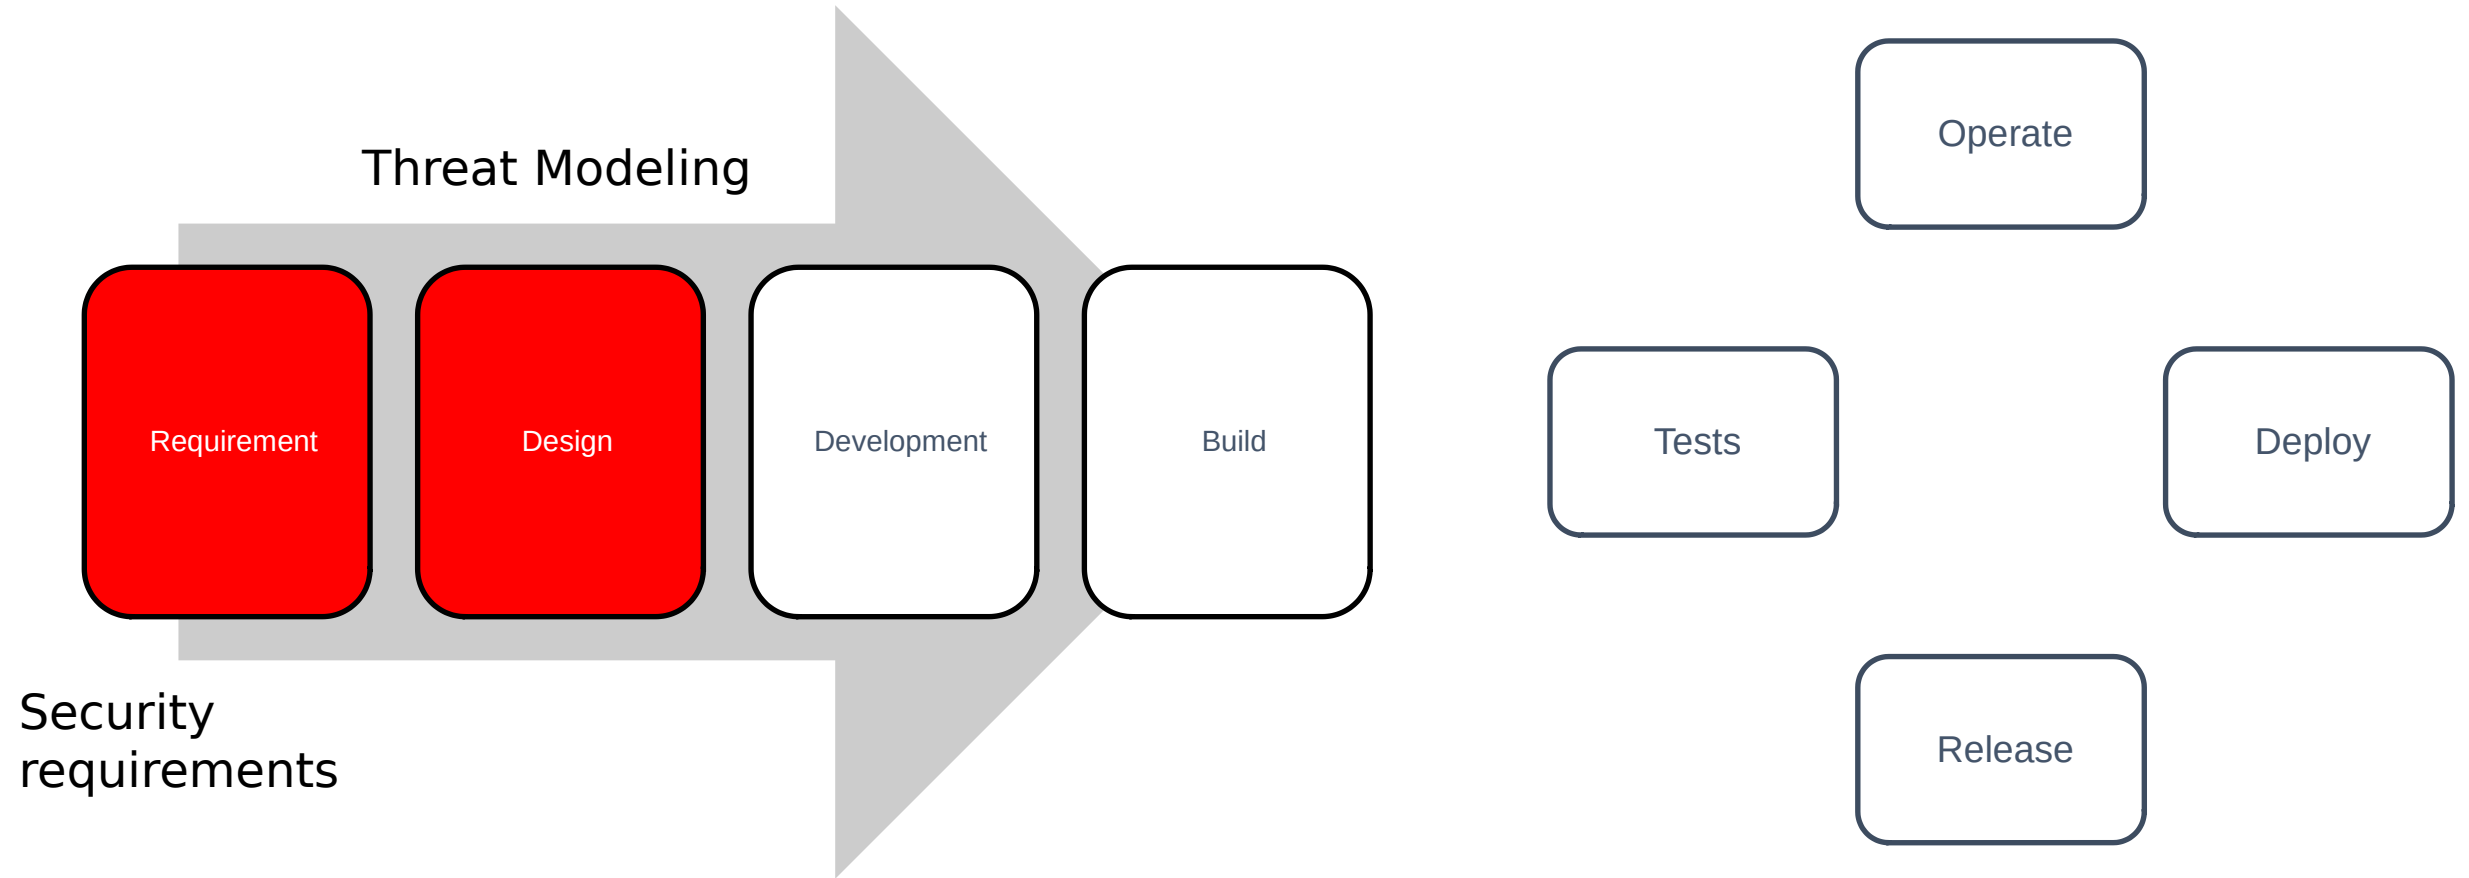 Threat Modeling
Requirement
Design
Development
Build
Security
requirements
Operate
Tests
Deploy
Release